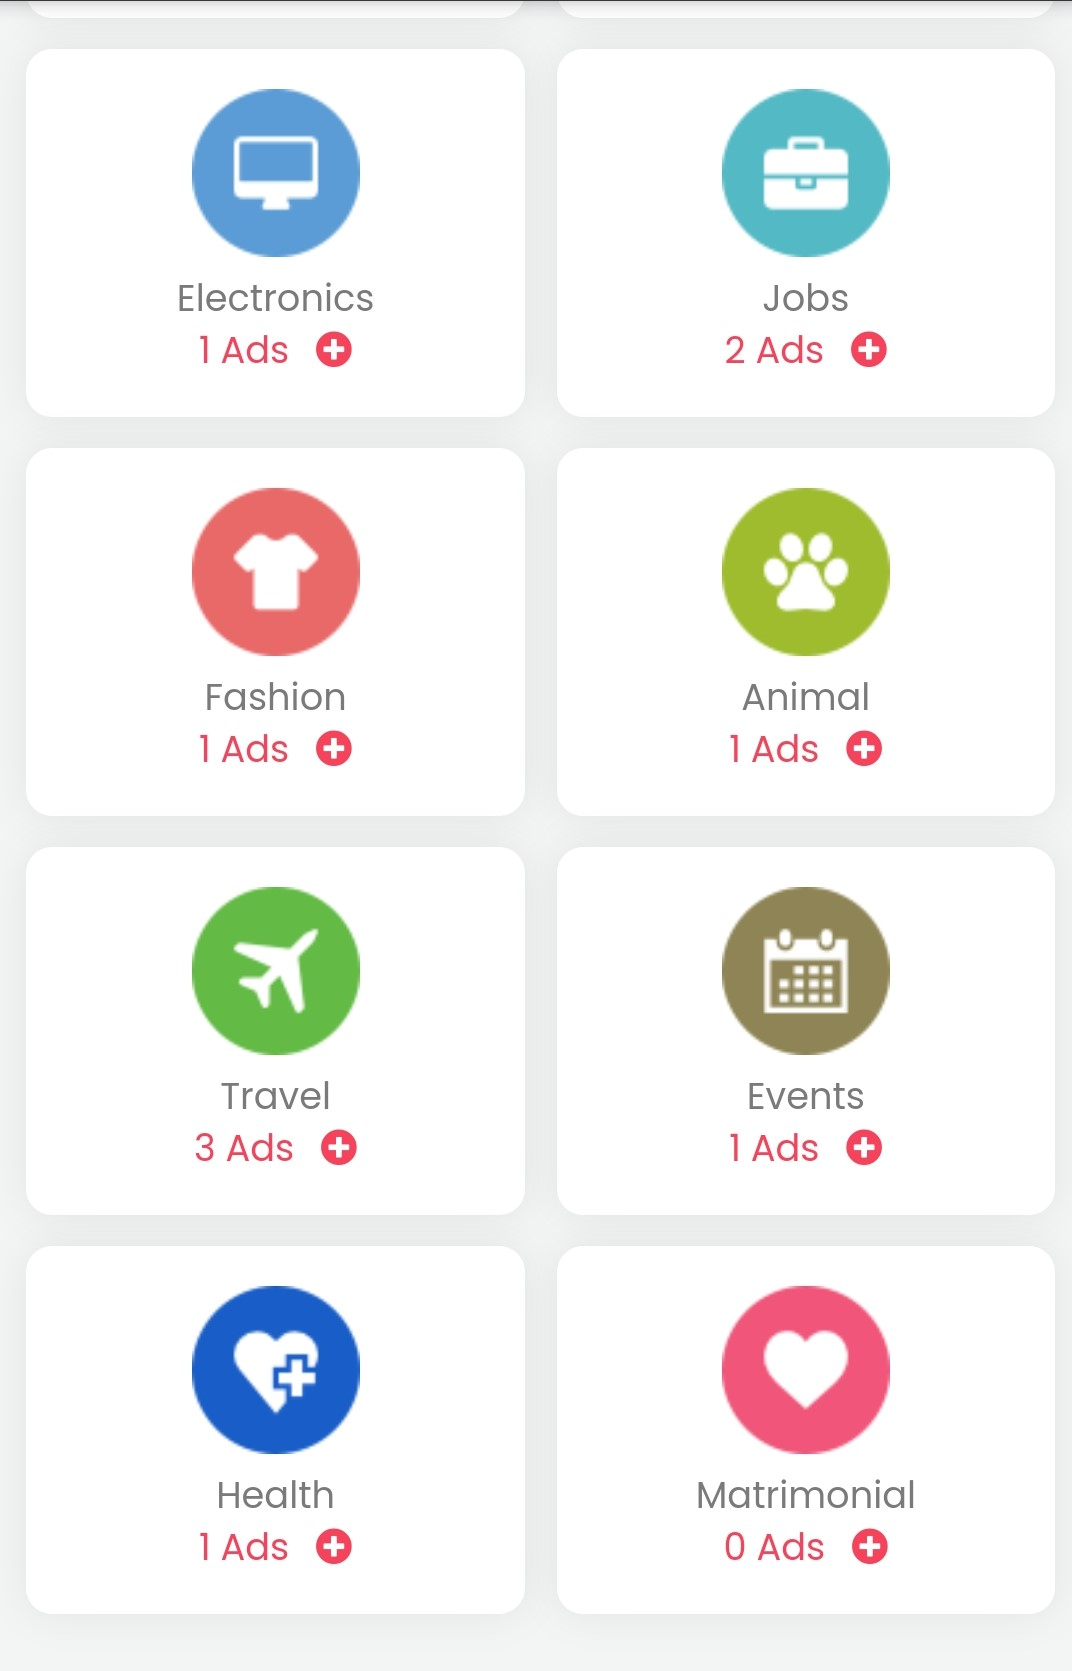 Electronics
1 Ads
Jobs
2 Ads
Fashion
1 Ads
Animal
1 Ads
Travel
3 Ads
Events
1 Ads
Health
1 Ads
Matrimonial
0 Ads